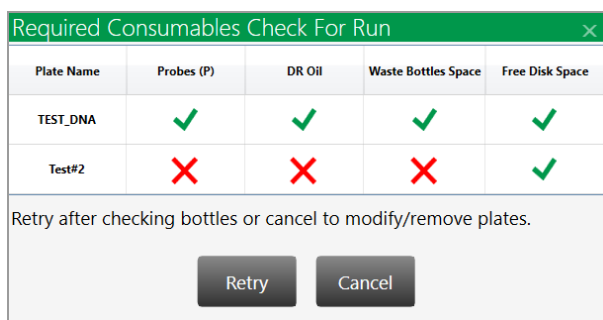 Required Consumables Check For Run
Plate Name Probes (P) DR Oil Waste Bottles Space Free Disk Space
TEST_DNA
Test#2
Retry after checking bottles or cancel to modify/remove plates.
Retry Cancel